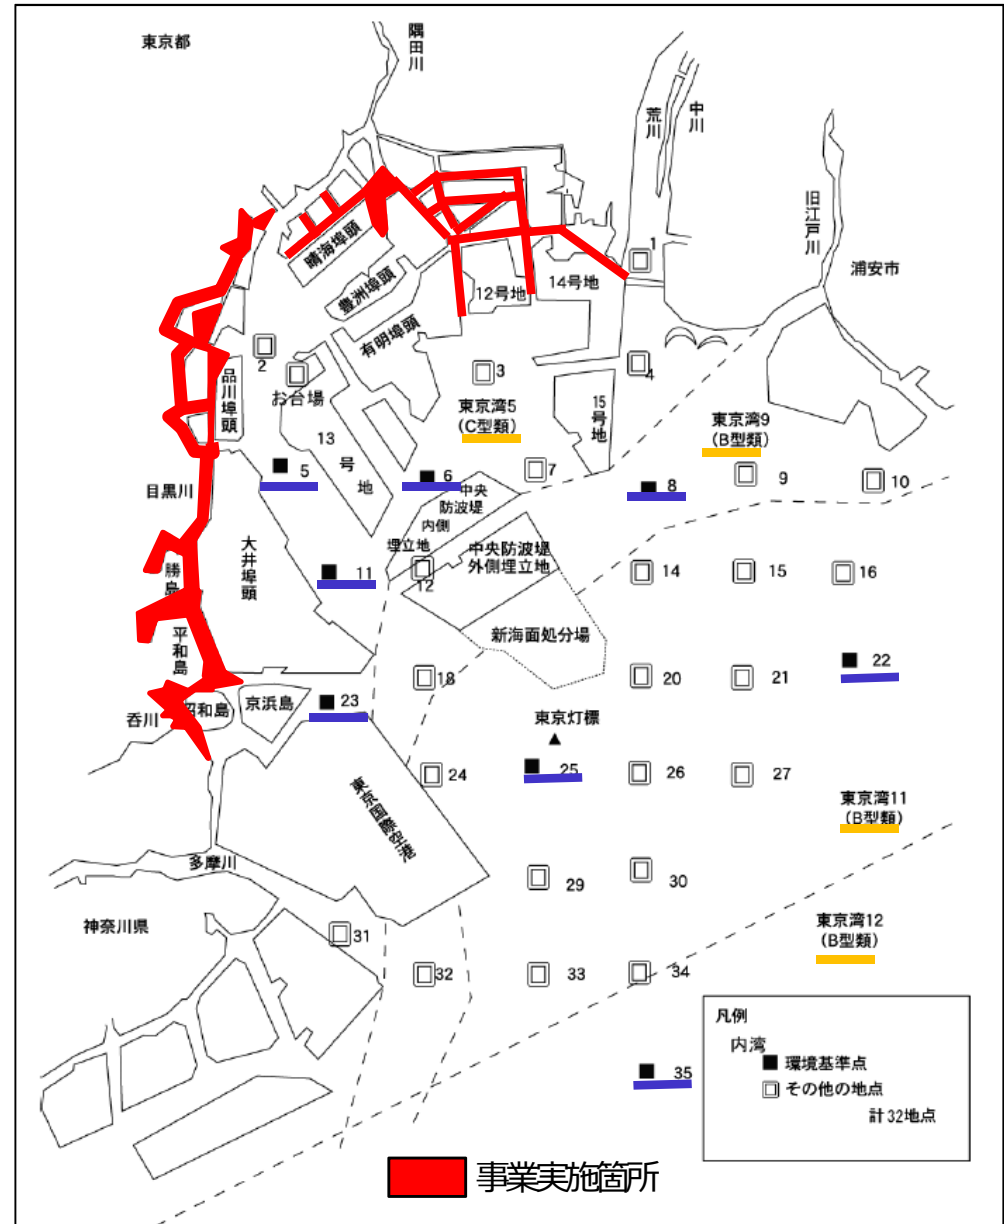 東京都
隅田川
荒川
中川
旧江戸川
浦安市
晴海埠頭
豊洲埠頭
有明埠頭
12号地
14号地
1
2
お台場
3
4
品川埠頭
東京湾5
(C型類)
15号地
東京湾9
(B型類)
13号地
5
6
7
8
9
10
目黒川
中央
防波堤
内側
埋立地
中央防波堤
外側埋立地
大井埠頭
11
12
14
15
16
勝島
平和島
新海面処分場
18
20
21
22
呑川
昭和島
京浜島
23
東京灯標
24
25
26
27
東京国際空港
東京湾11
(B型類)
多摩川
29
30
神奈川県
31
東京湾12
(B型類)
32
33
34
35
凡例
内湾
環境基準点
その他の地点
計32地点
事業実施箇所